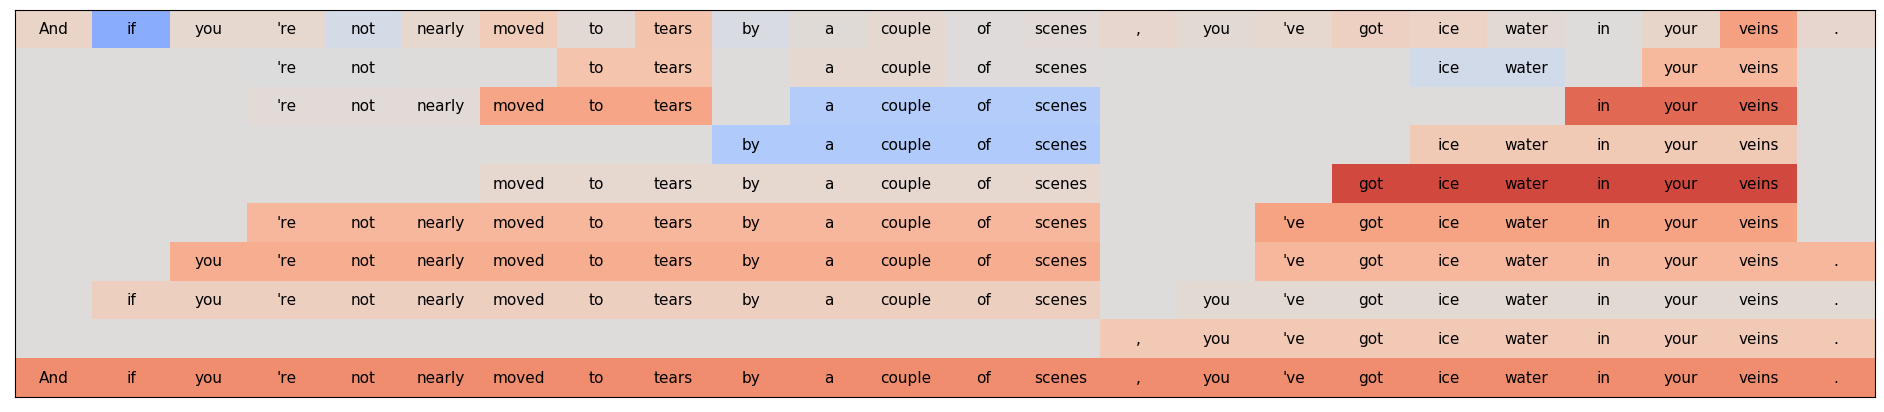 And if you 're not nearly moved to tears by a couple of scenes , you 've got ice water in your veins .
're not to tears a couple of scenes ice water your veins
're not nearly moved to tears a couple of scenes in your veins
by a couple of scenes ice water in your veins
moved to tears by a couple of scenes got ice water in your veins
're not nearly moved to tears by a couple of scenes 've got ice water in your veins
you 're not nearly moved to tears by a couple of scenes 've got ice water in your veins .
if you 're not nearly moved to tears by a couple of scenes you 've got ice water in your veins .
, you 've got ice water in your veins .
And if you 're not nearly moved to tears by a couple of scenes , you 've got ice water in your veins .